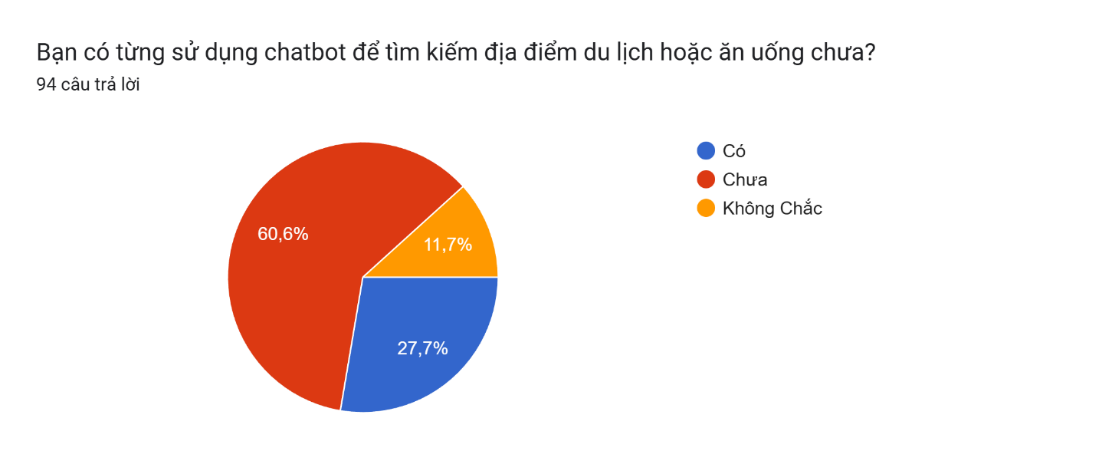 Bạn có từng sử dụng chatbot để tìm kiếm địa điểm du lịch hoặc ăn uống chưa?
94 câu trả lời
Có
Chưa
Không Chắc
60,6%
11,7%
27,7%